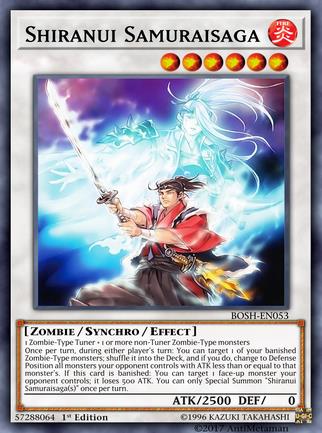 SHIRANUI SAMURAISAGA
FIRE
炎
BOSH-EN053
[ZOMBIE / SYNCHRO / EFFECT]
1 Zombie-Type Tuner + 1 or more non-Tuner Zombie-Type monsters
Once per turn, during either player's turn: You can target 1 of your banished
Zombie-Type monsters; shuffle it into the Deck, and if you do, change to Defense
Position all monsters your opponent controls with ATK less than or equal to that
monster's. If this card is banished: You can target 1 face-up monster your
opponent controls; it loses 500 ATK. You can only Special Summon "Shiranui
Samuraisaga(s)" once per turn.
ATK/2500 DEF/ 0
57288064 1st Edition ©1996 KAZUKI TAKAHASHI
©2017 AntiMetaman